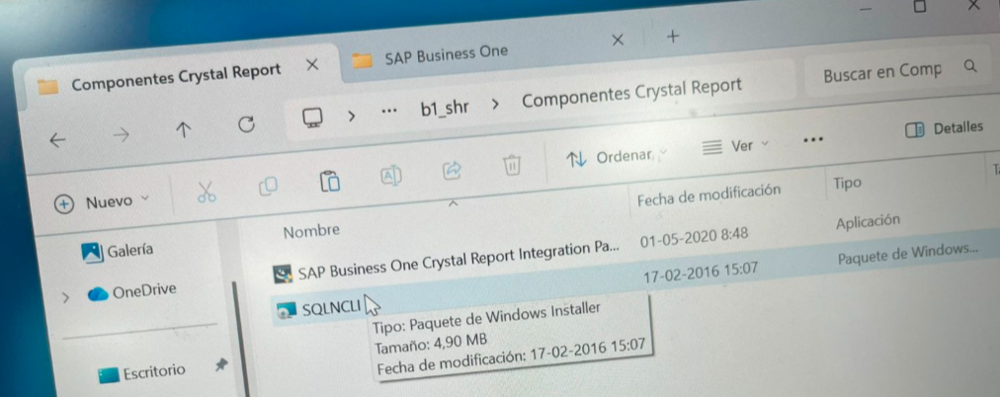 Componentes Crystal Report
SAP Business One
... b1_shr > Componentes Crystal Report
Buscar en Comp
Nuevo
Ordenar
Ver
...
Detalles
Nombre
Fecha de modificación
Tipo
Galería
OneDrive
Escritorio
SAP Business One Crystal Report Integration Pa...
01-05-2020 8:48
Aplicación
SQLNCLI
17-02-2016 15:07
Paquete de Windows...
Tipo: Paquete de Windows Installer
Tamaño: 4,90 MB
Fecha de modificación: 17-02-2016 15:07